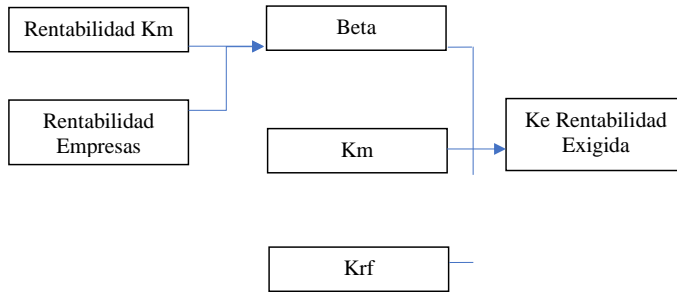 Rentabilidad Km
Beta
Rentabilidad
Empresas
Km
Ke Rentabilidad
Exigida
Krf